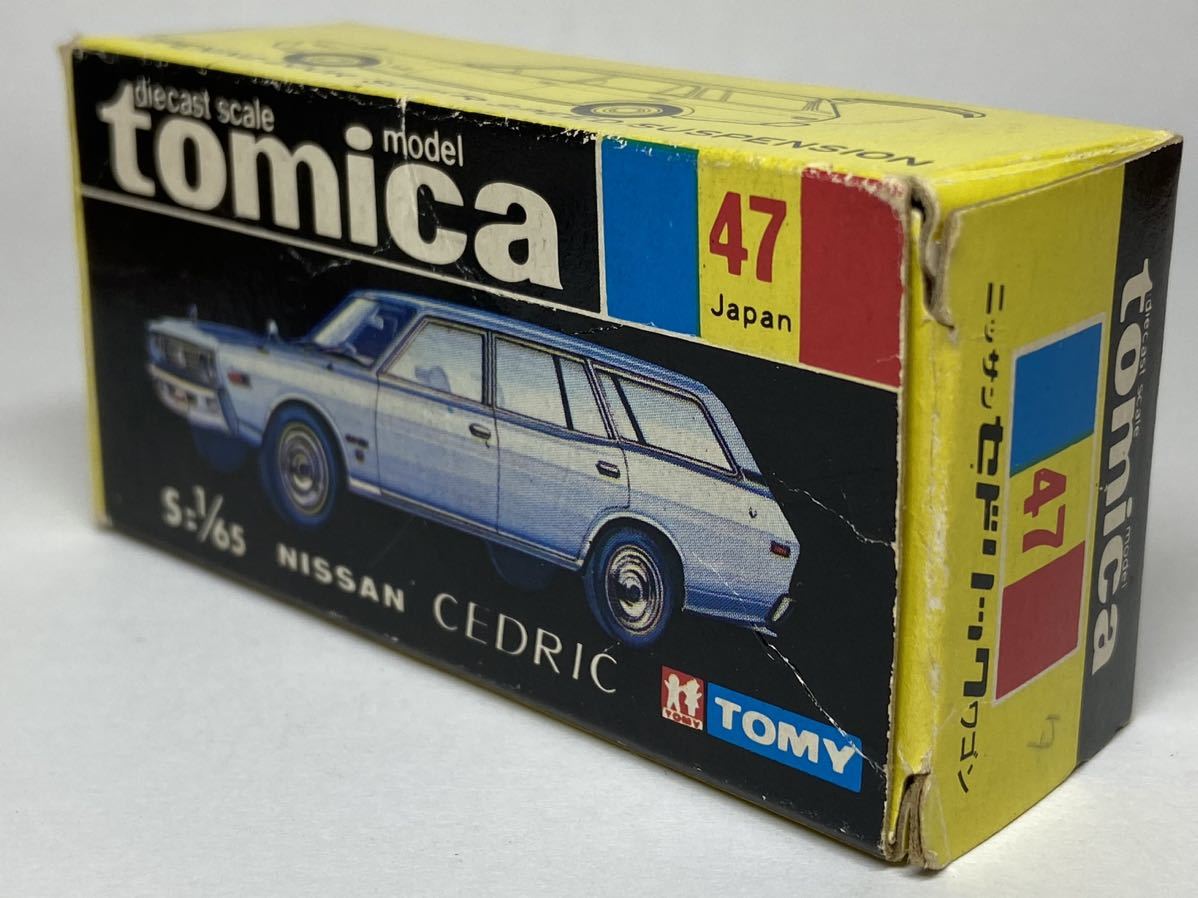 diecast scale
model
tomica
47
Japan
S=1/65
NISSAN CEDRIC
TOMY
TOMY
SUSPENSION
ニッサン セドリックワゴン
47
diecast scale
model
tomica